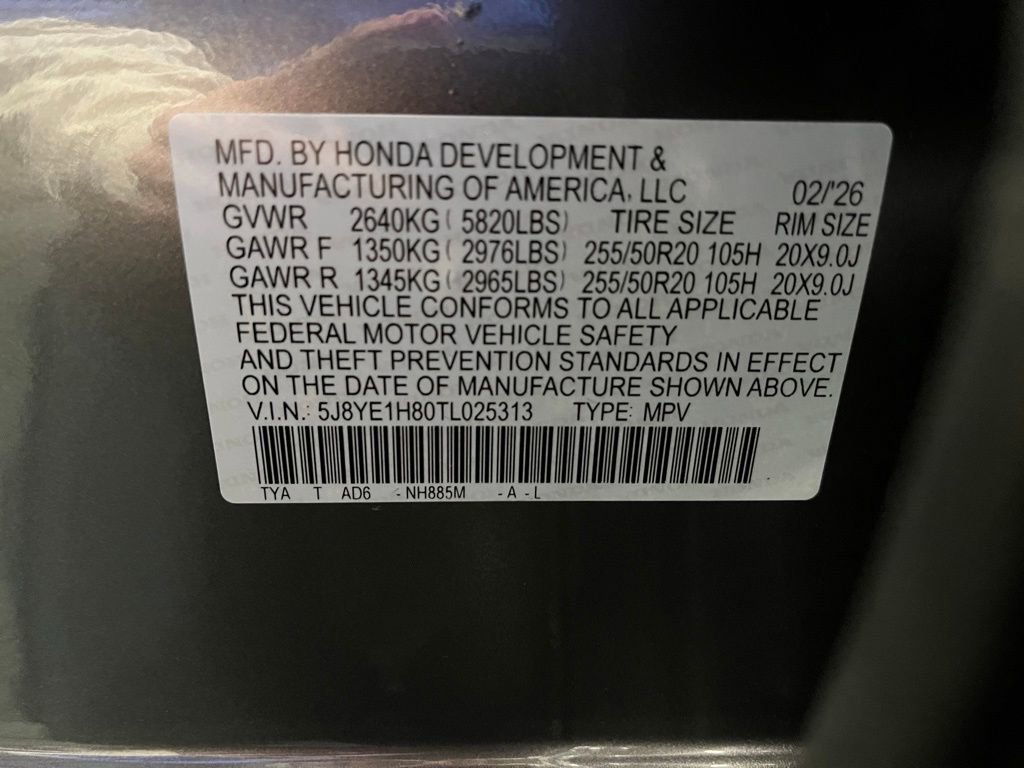 MFD. BY HONDA DEVELOPMENT &
MANUFACTURING OF AMERICA, LLC 02/'26
GVWR 2640KG ( 5820LBS) TIRE SIZE RIM SIZE
GAWR F 1350KG ( 2976LBS) 255/50R20 105H 20X9.0J
GAWR R 1345KG ( 2965LBS) 255/50R20 105H 20X9.0J
THIS VEHICLE CONFORMS TO ALL APPLICABLE
FEDERAL MOTOR VEHICLE SAFETY
AND THEFT PREVENTION STANDARDS IN EFFECT
ON THE DATE OF MANUFACTURE SHOWN ABOVE.
V.I.N.: 5J8YE1H80TL025313 TYPE: MPV
TYA T AD6 -NH885M -A -L